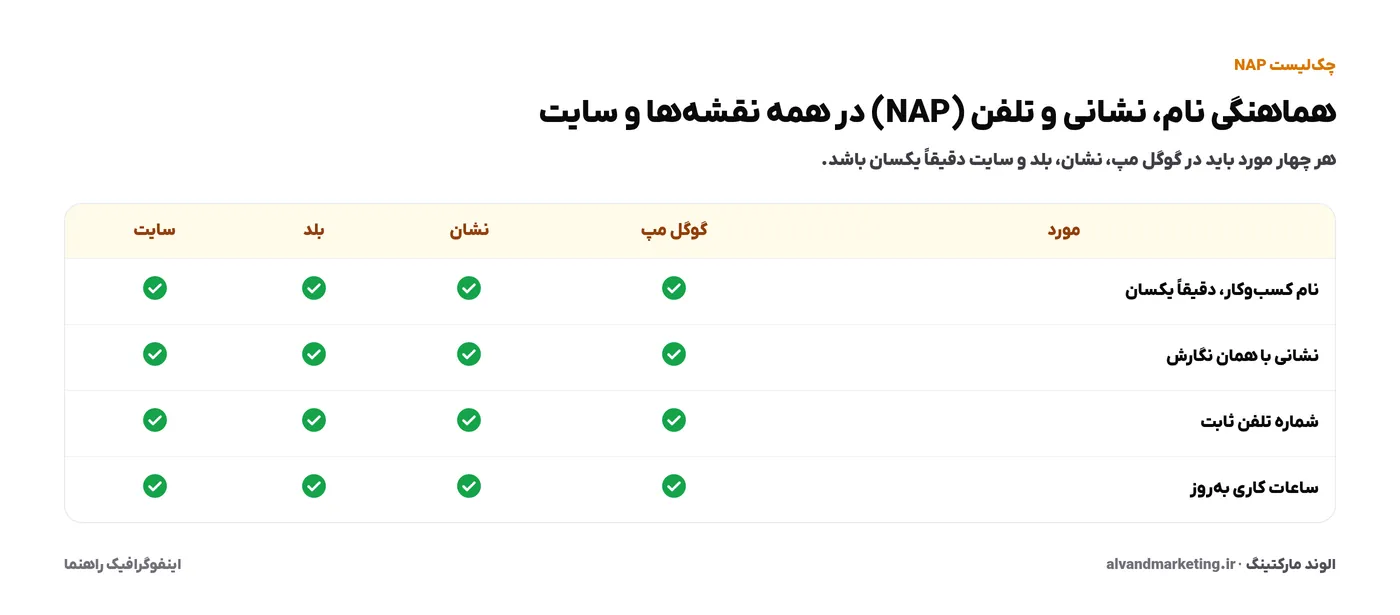 چک‌لیست NAP
هماهنگی نام، نشانی و تلفن (NAP) در همه نقشه‌ها و سایت
هر چهار مورد باید در گوگل مپ، نشان، بلد و سایت دقیقاً یکسان باشد.
مورد گوگل مپ نشان بلد سایت
نام کسب‌وکار، دقیقاً یکسان
نشانی با همان نگارش
شماره تلفن ثابت
ساعات کاری به‌روز
الوند مارکتینگ · alvandmarketing.ir اینفوگرافیک راهنما